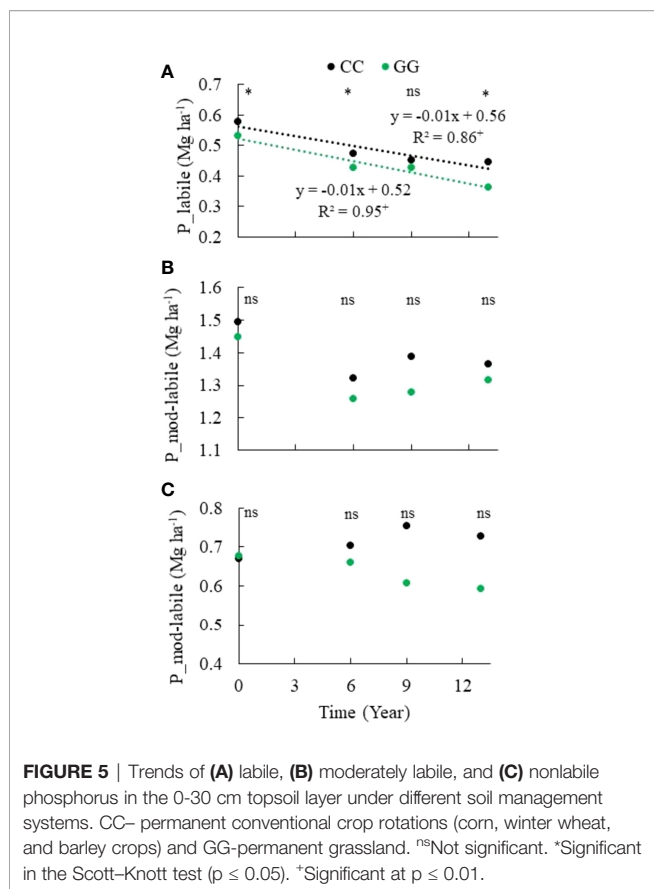 ● CC ● GG
A
0.7
0.6
0.5
0.4
0.3
0.2
P_labile (Mg ha⁻¹)
* * ns *
y = -0.01x + 0.56
R² = 0.86⁺
y = -0.01x + 0.52
R² = 0.95⁺
B
1.6
1.5
1.4
1.3
1.2
1.1
P_mod-labile (Mg ha⁻¹)
ns ns ns ns
C
0.8
0.7
0.6
0.5
0.4
P_mod-labile (Mg ha⁻¹)
ns ns ns ns
0 3 6 9 12
Time (Year)
FIGURE 5 | Trends of (A) labile, (B) moderately labile, and (C) nonlabile
phosphorus in the 0-30 cm topsoil layer under different soil management
systems. CC– permanent conventional crop rotations (corn, winter wheat,
and barley crops) and GG-permanent grassland. ⁿˢNot significant. *Significant
in the Scott–Knott test (p ≤ 0.05). ⁺Significant at p ≤ 0.01.